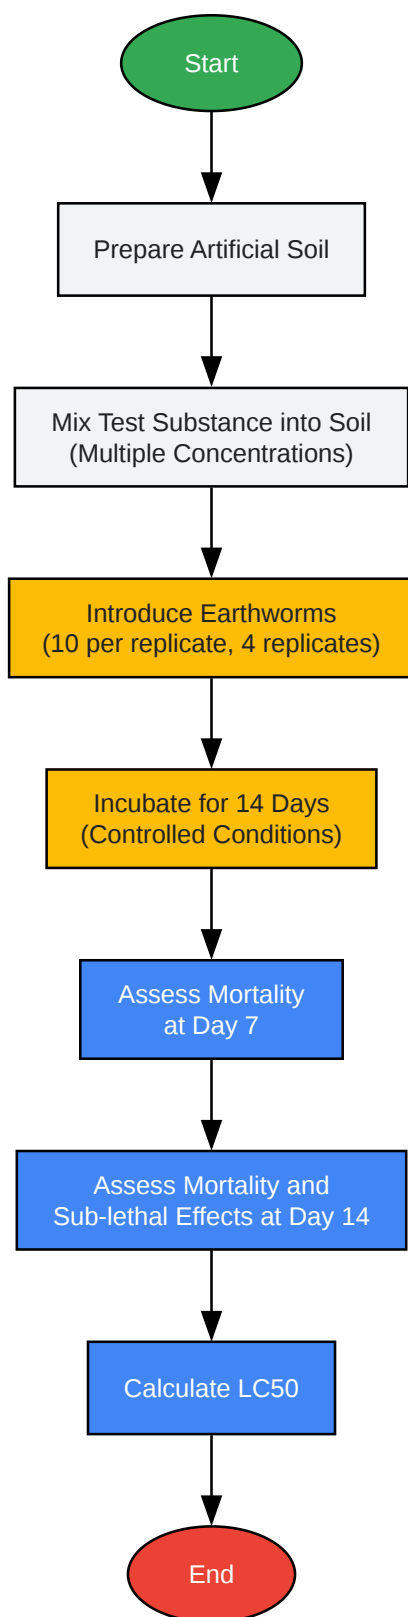 Start
Prepare Artificial Soil
Mix Test Substance into Soil
(Multiple Concentrations)
Introduce Earthworms
(10 per replicate, 4 replicates)
Incubate for 14 Days
(Controlled Conditions)
Assess Mortality
at Day 7
Assess Mortality and
Sub-lethal Effects at Day 14
Calculate LC50
End